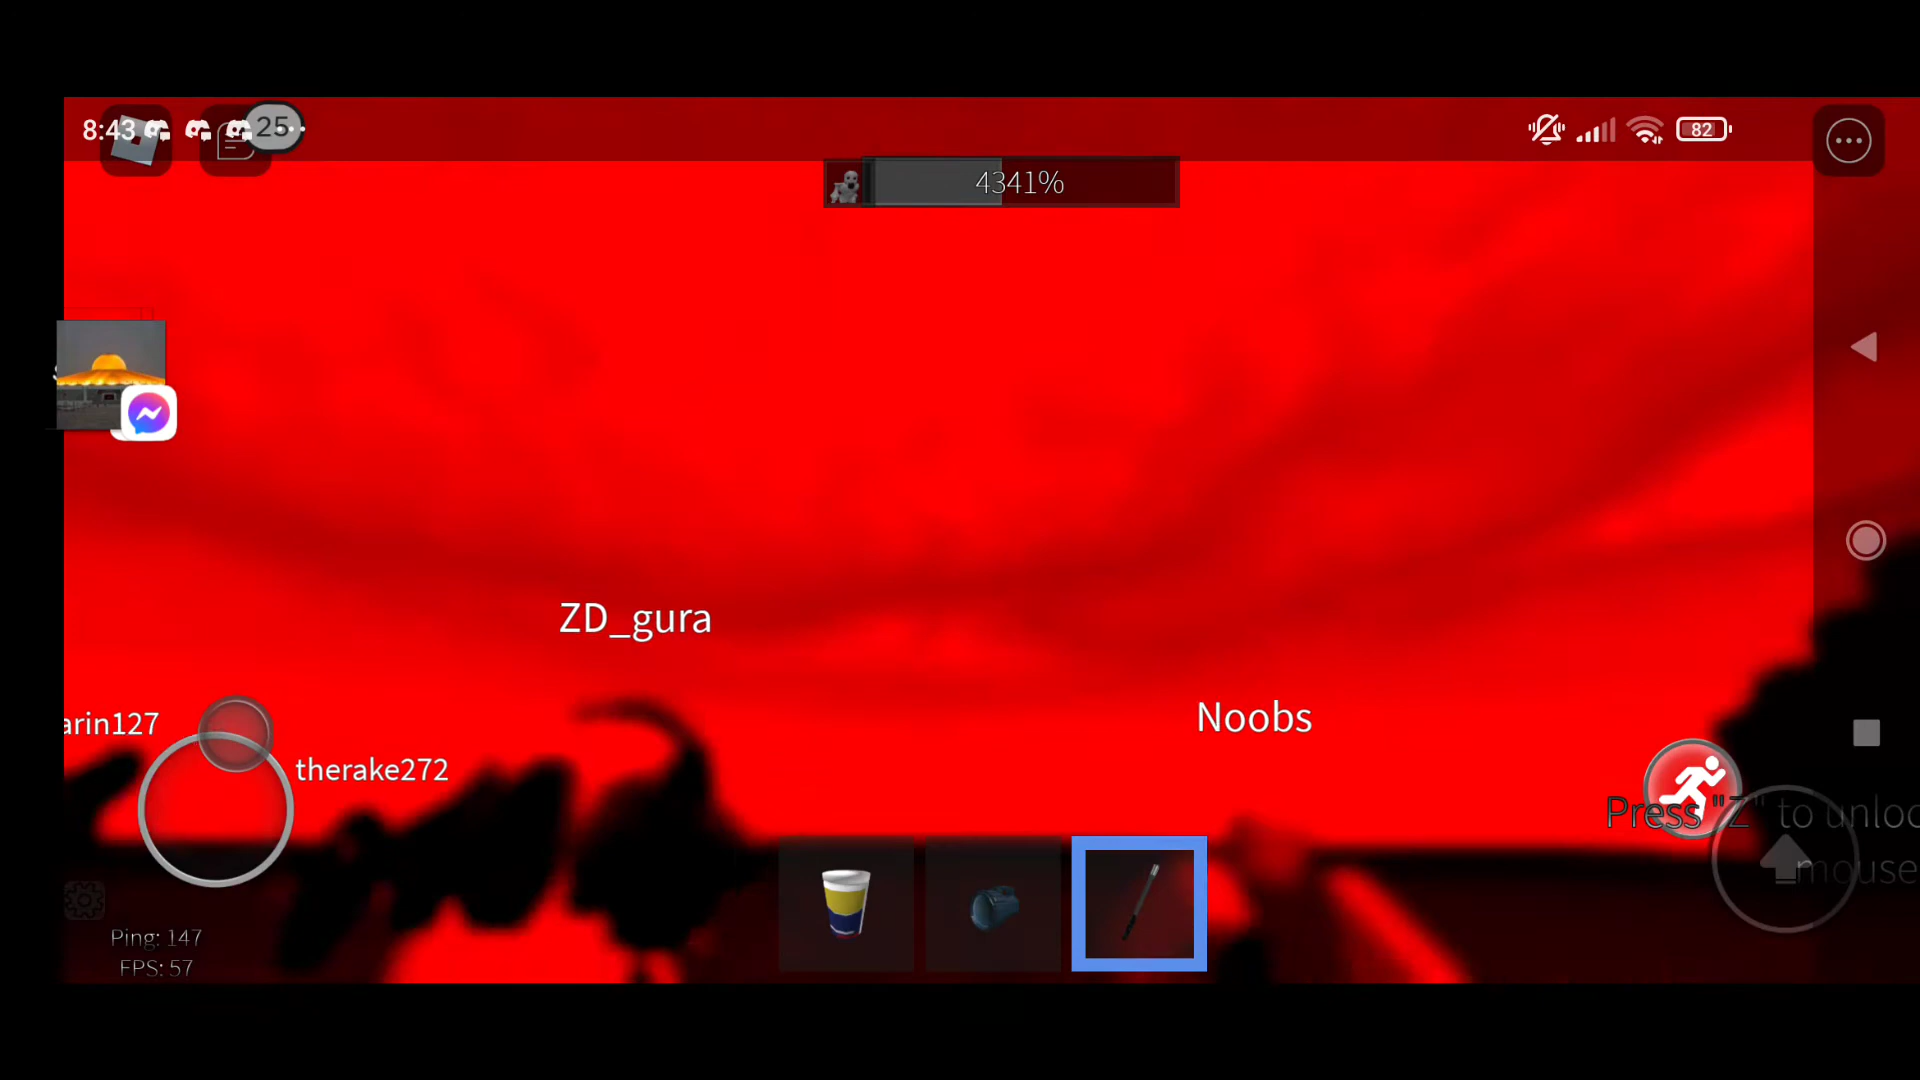 8:43
25
82
4341%
ZD_gura
Noobs
arin127
therake272
Press "Z" to unloc
mouse
Ping: 147
FPS: 57